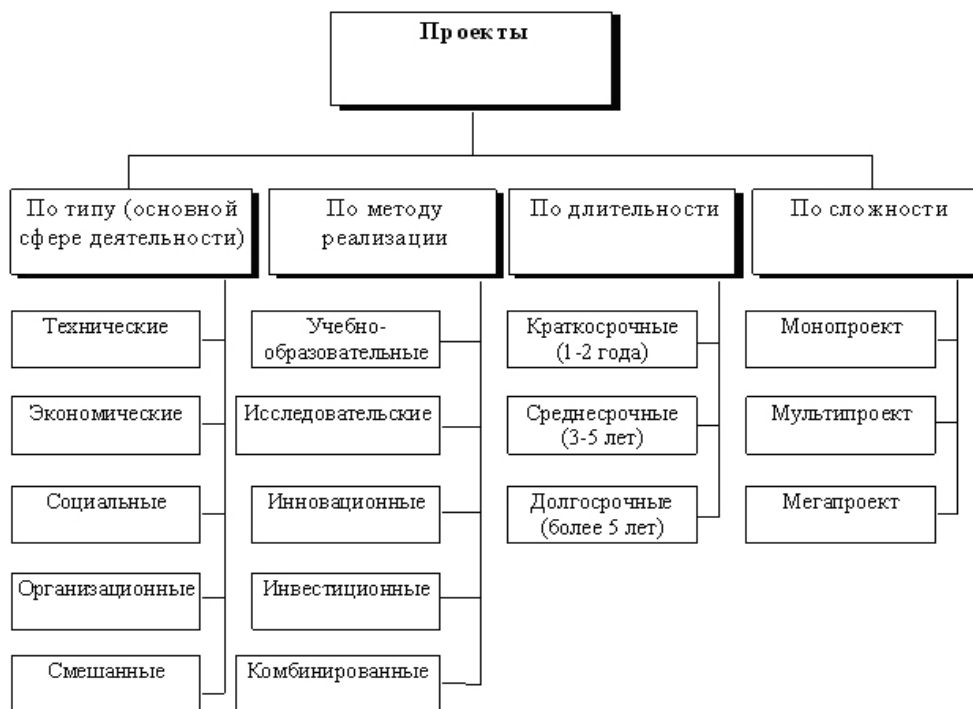 Проекты
По типу (основной
сфере деятельности)
По методу
реализации
По длительности
По сложности
Технические
Экономические
Социальные
Организационные
Смешанные
Учебно-
образовательные
Исследовательские
Инновационные
Инвестиционные
Комбинированные
Краткосрочные
(1-2 года)
Среднесрочные
(3-5 лет)
Долгосрочные
(более 5 лет)
Монопроект
Мультипроект
Мегапроект